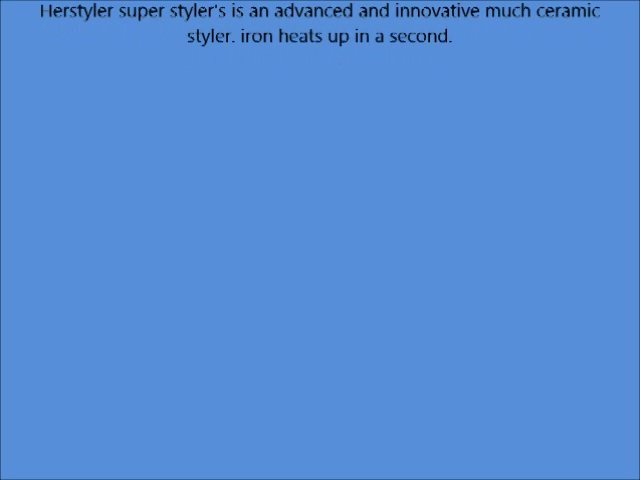 Herstyler super styler's is an advanced and innovative much ceramic
styler. iron heats up in a second.